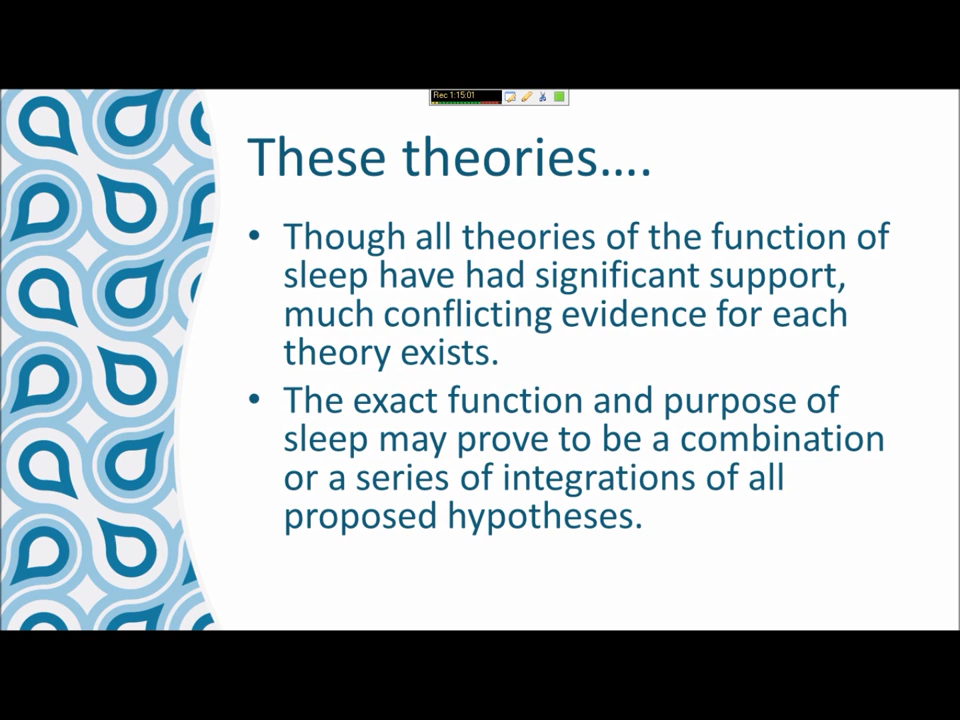 Rec 1:15:01
These theories....
• Though all theories of the function of
sleep have had significant support,
much conflicting evidence for each
theory exists.
• The exact function and purpose of
sleep may prove to be a combination
or a series of integrations of all
proposed hypotheses.